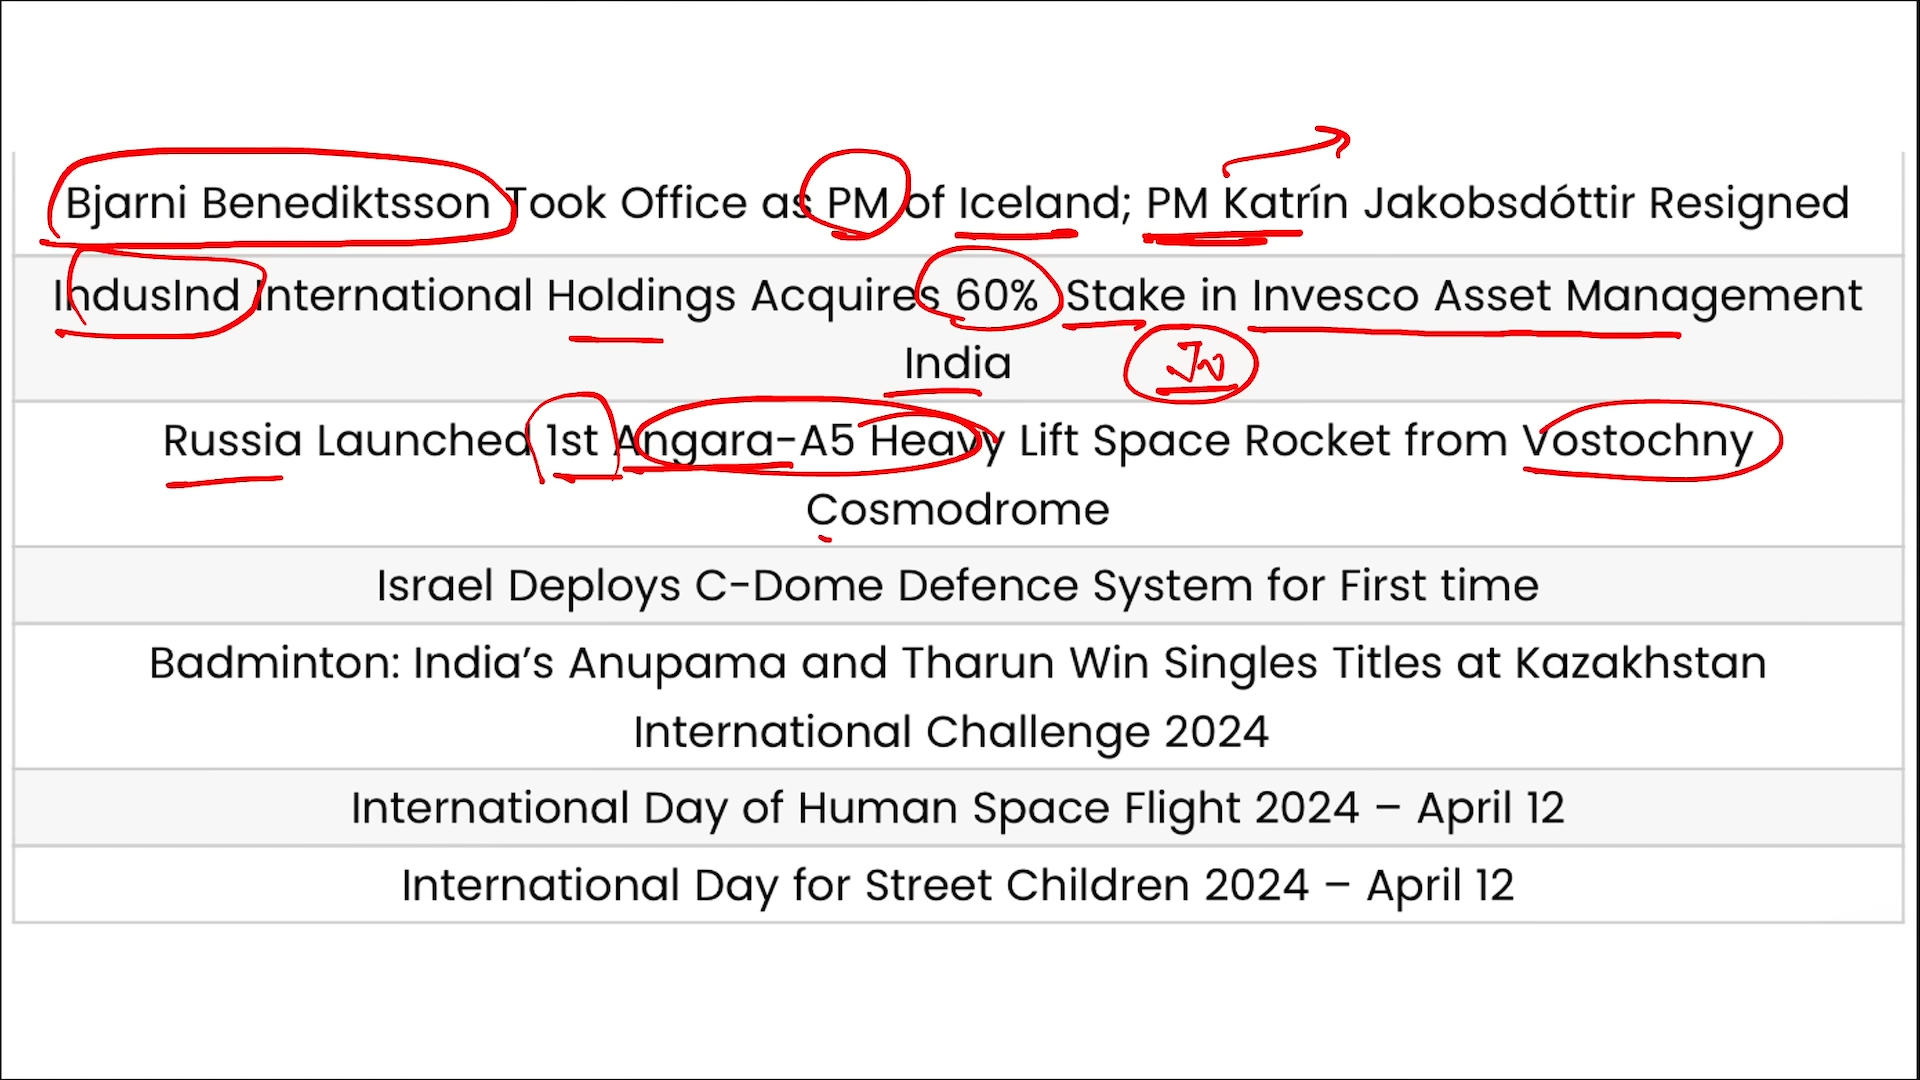 Bjarni Benediktsson Took Office as PM of Iceland; PM Katrín Jakobsdóttir Resigned
IndusInd International Holdings Acquires 60% Stake in Invesco Asset Management
India
JV
Russia Launched 1st Angara-A5 Heavy Lift Space Rocket from Vostochny
Cosmodrome
Israel Deploys C-Dome Defence System for First time
Badminton: India’s Anupama and Tharun Win Singles Titles at Kazakhstan
International Challenge 2024
International Day of Human Space Flight 2024 – April 12
International Day for Street Children 2024 – April 12